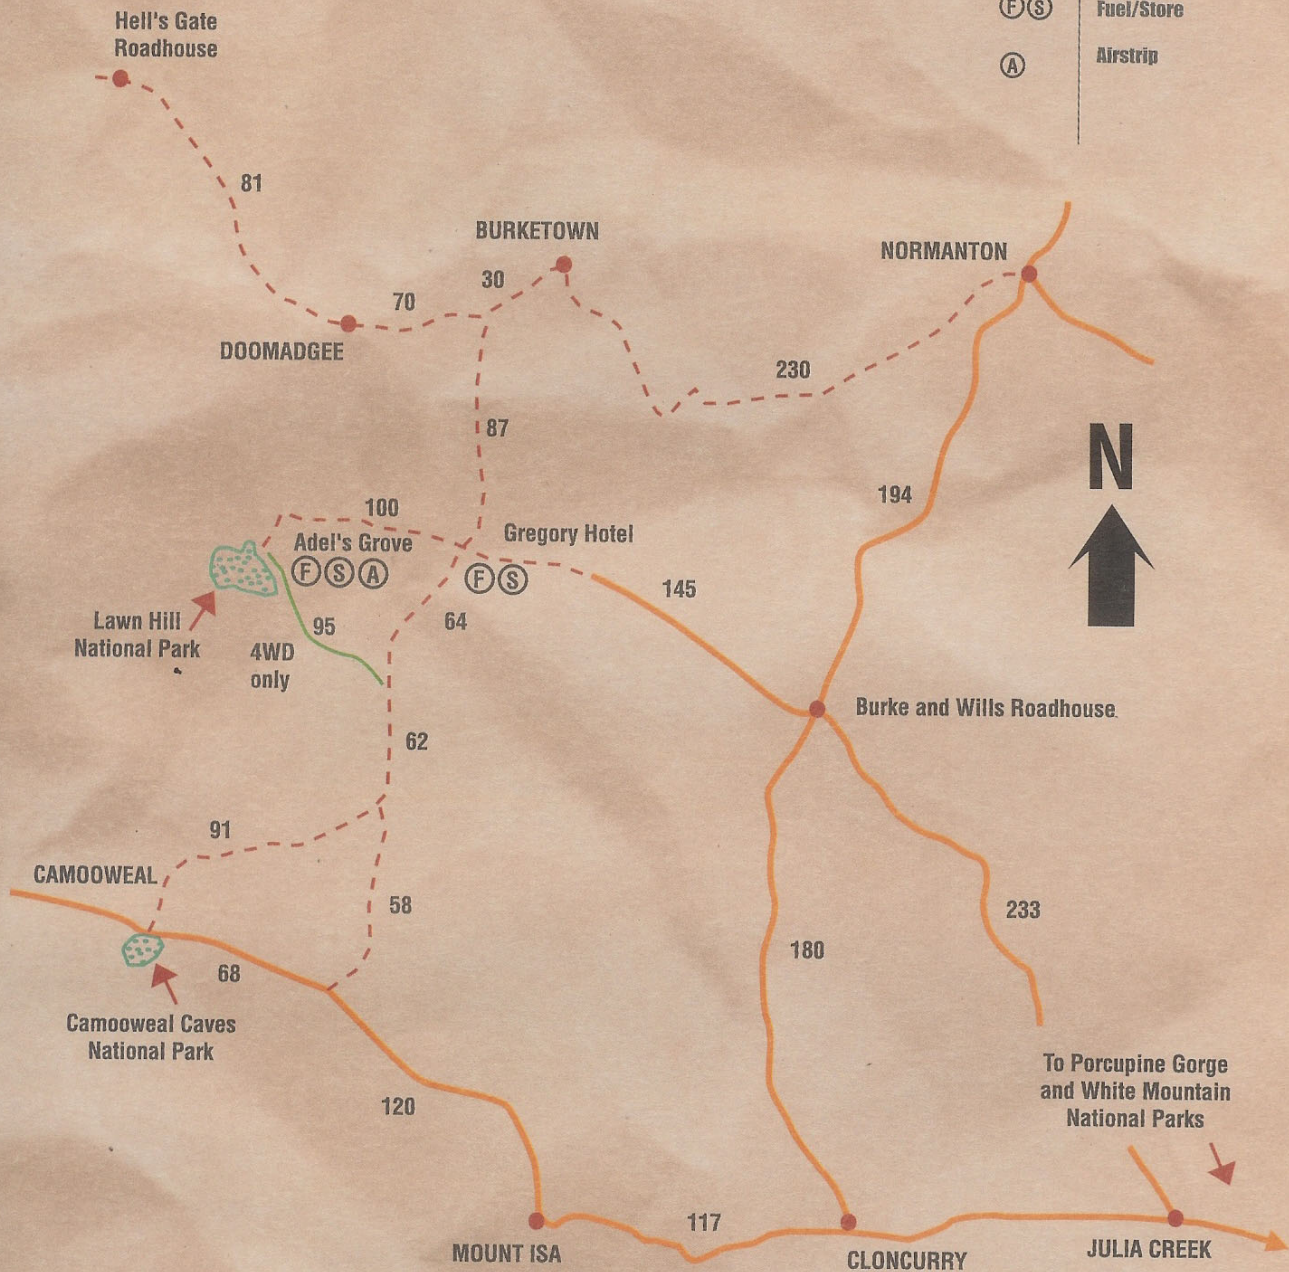 Hell's Gate
Roadhouse
Ⓕ Ⓢ Fuel/Store
Ⓐ Airstrip
81
BURKETOWN
NORMANTON
30
70
DOOMADGEE
230
87
N
194
100
Gregory Hotel
Adel's Grove
Ⓕ Ⓢ Ⓐ
Ⓕ Ⓢ
145
Lawn Hill
National Park
95
64
4WD
only
Burke and Wills Roadhouse
62
91
CAMOOWEAL
58
233
180
68
Camooweal Caves
National Park
To Porcupine Gorge
and White Mountain
National Parks
120
117
MOUNT ISA
CLONCURRY
JULIA CREEK